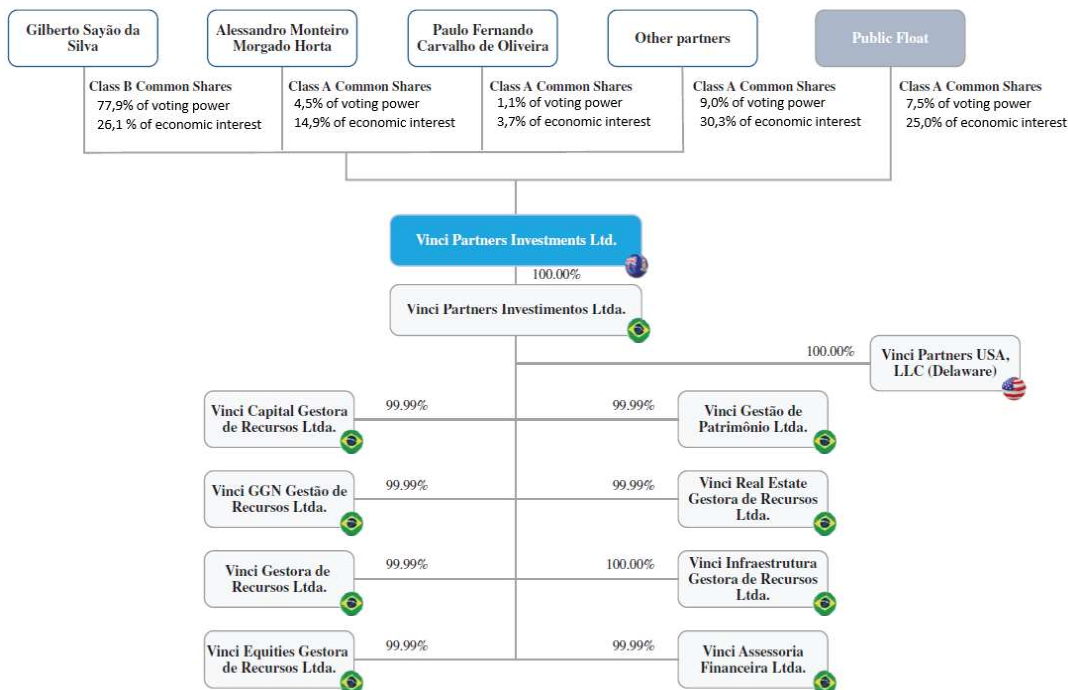 Gilberto Sayão da
Silva
Alessandro Monteiro
Morgado Horta
Paulo Fernando
Carvalho de Oliveira
Other partners
Public Float
Class B Common Shares
77,9% of voting power
26,1 % of economic interest
Class A Common Shares
4,5% of voting power
14,9% of economic interest
Class A Common Shares
1,1% of voting power
3,7% of economic interest
Class A Common Shares
9,0% of voting power
30,3% of economic interest
Class A Common Shares
7,5% of voting power
25,0% of economic interest
Vinci Partners Investments Ltd.
100.00%
Vinci Partners Investimentos Ltda.
100.00%
Vinci Partners USA,
LLC (Delaware)
Vinci Capital Gestora
de Recursos Ltda.
99.99%
99.99%
Vinci Gestão de
Patrimônio Ltda.
Vinci GGN Gestão de
Recursos Ltda.
99.99%
99.99%
Vinci Real Estate
Gestora de Recursos
Ltda.
Vinci Gestora de
Recursos Ltda.
99.99%
100.00%
Vinci Infraestrutura
Gestora de Recursos
Ltda.
Vinci Equities Gestora
de Recursos Ltda.
99.99%
99.99%
Vinci Assessoria
Financeira Ltda.